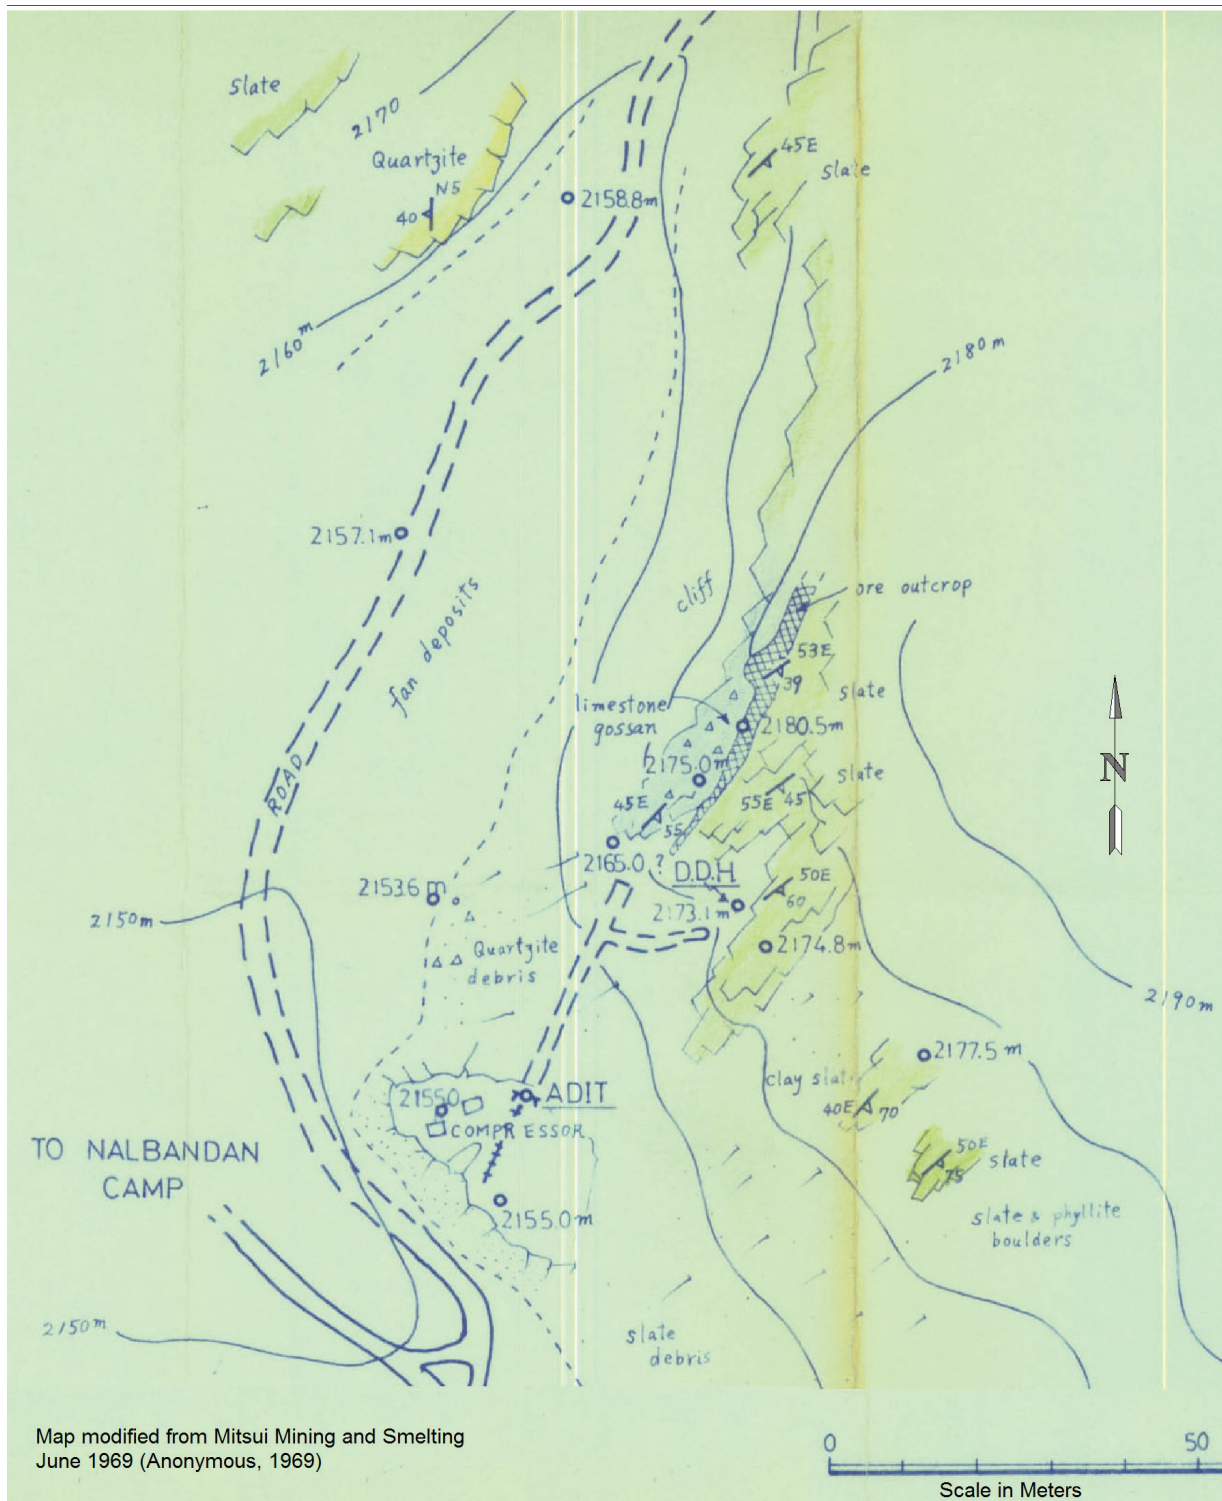 Slate
2170
Quartzite
N5
40
45E
Slate
2158.8m
2160m
2180m
2157.1m
fan deposits
cliff
ore outcrop
53E
39
slate
limestone
gossan
2180.5m
2175.0m
slate
45E
55
55E 45
ROAD
2165.0 ?
D.D.H.
50E
60
2153.6 m
2173.1m
2150m
2174.8m
Quartzite
debris
N
2190m
2177.5 m
clay slate
40E 70
21550
ADIT
COMPRESSOR
50E
75
slate
TO NALBANDAN
CAMP
2155.0m
slate & phyllite
boulders
2150m
slate
debris
Map modified from Mitsui Mining and Smelting
June 1969 (Anonymous, 1969)
0 50
Scale in Meters